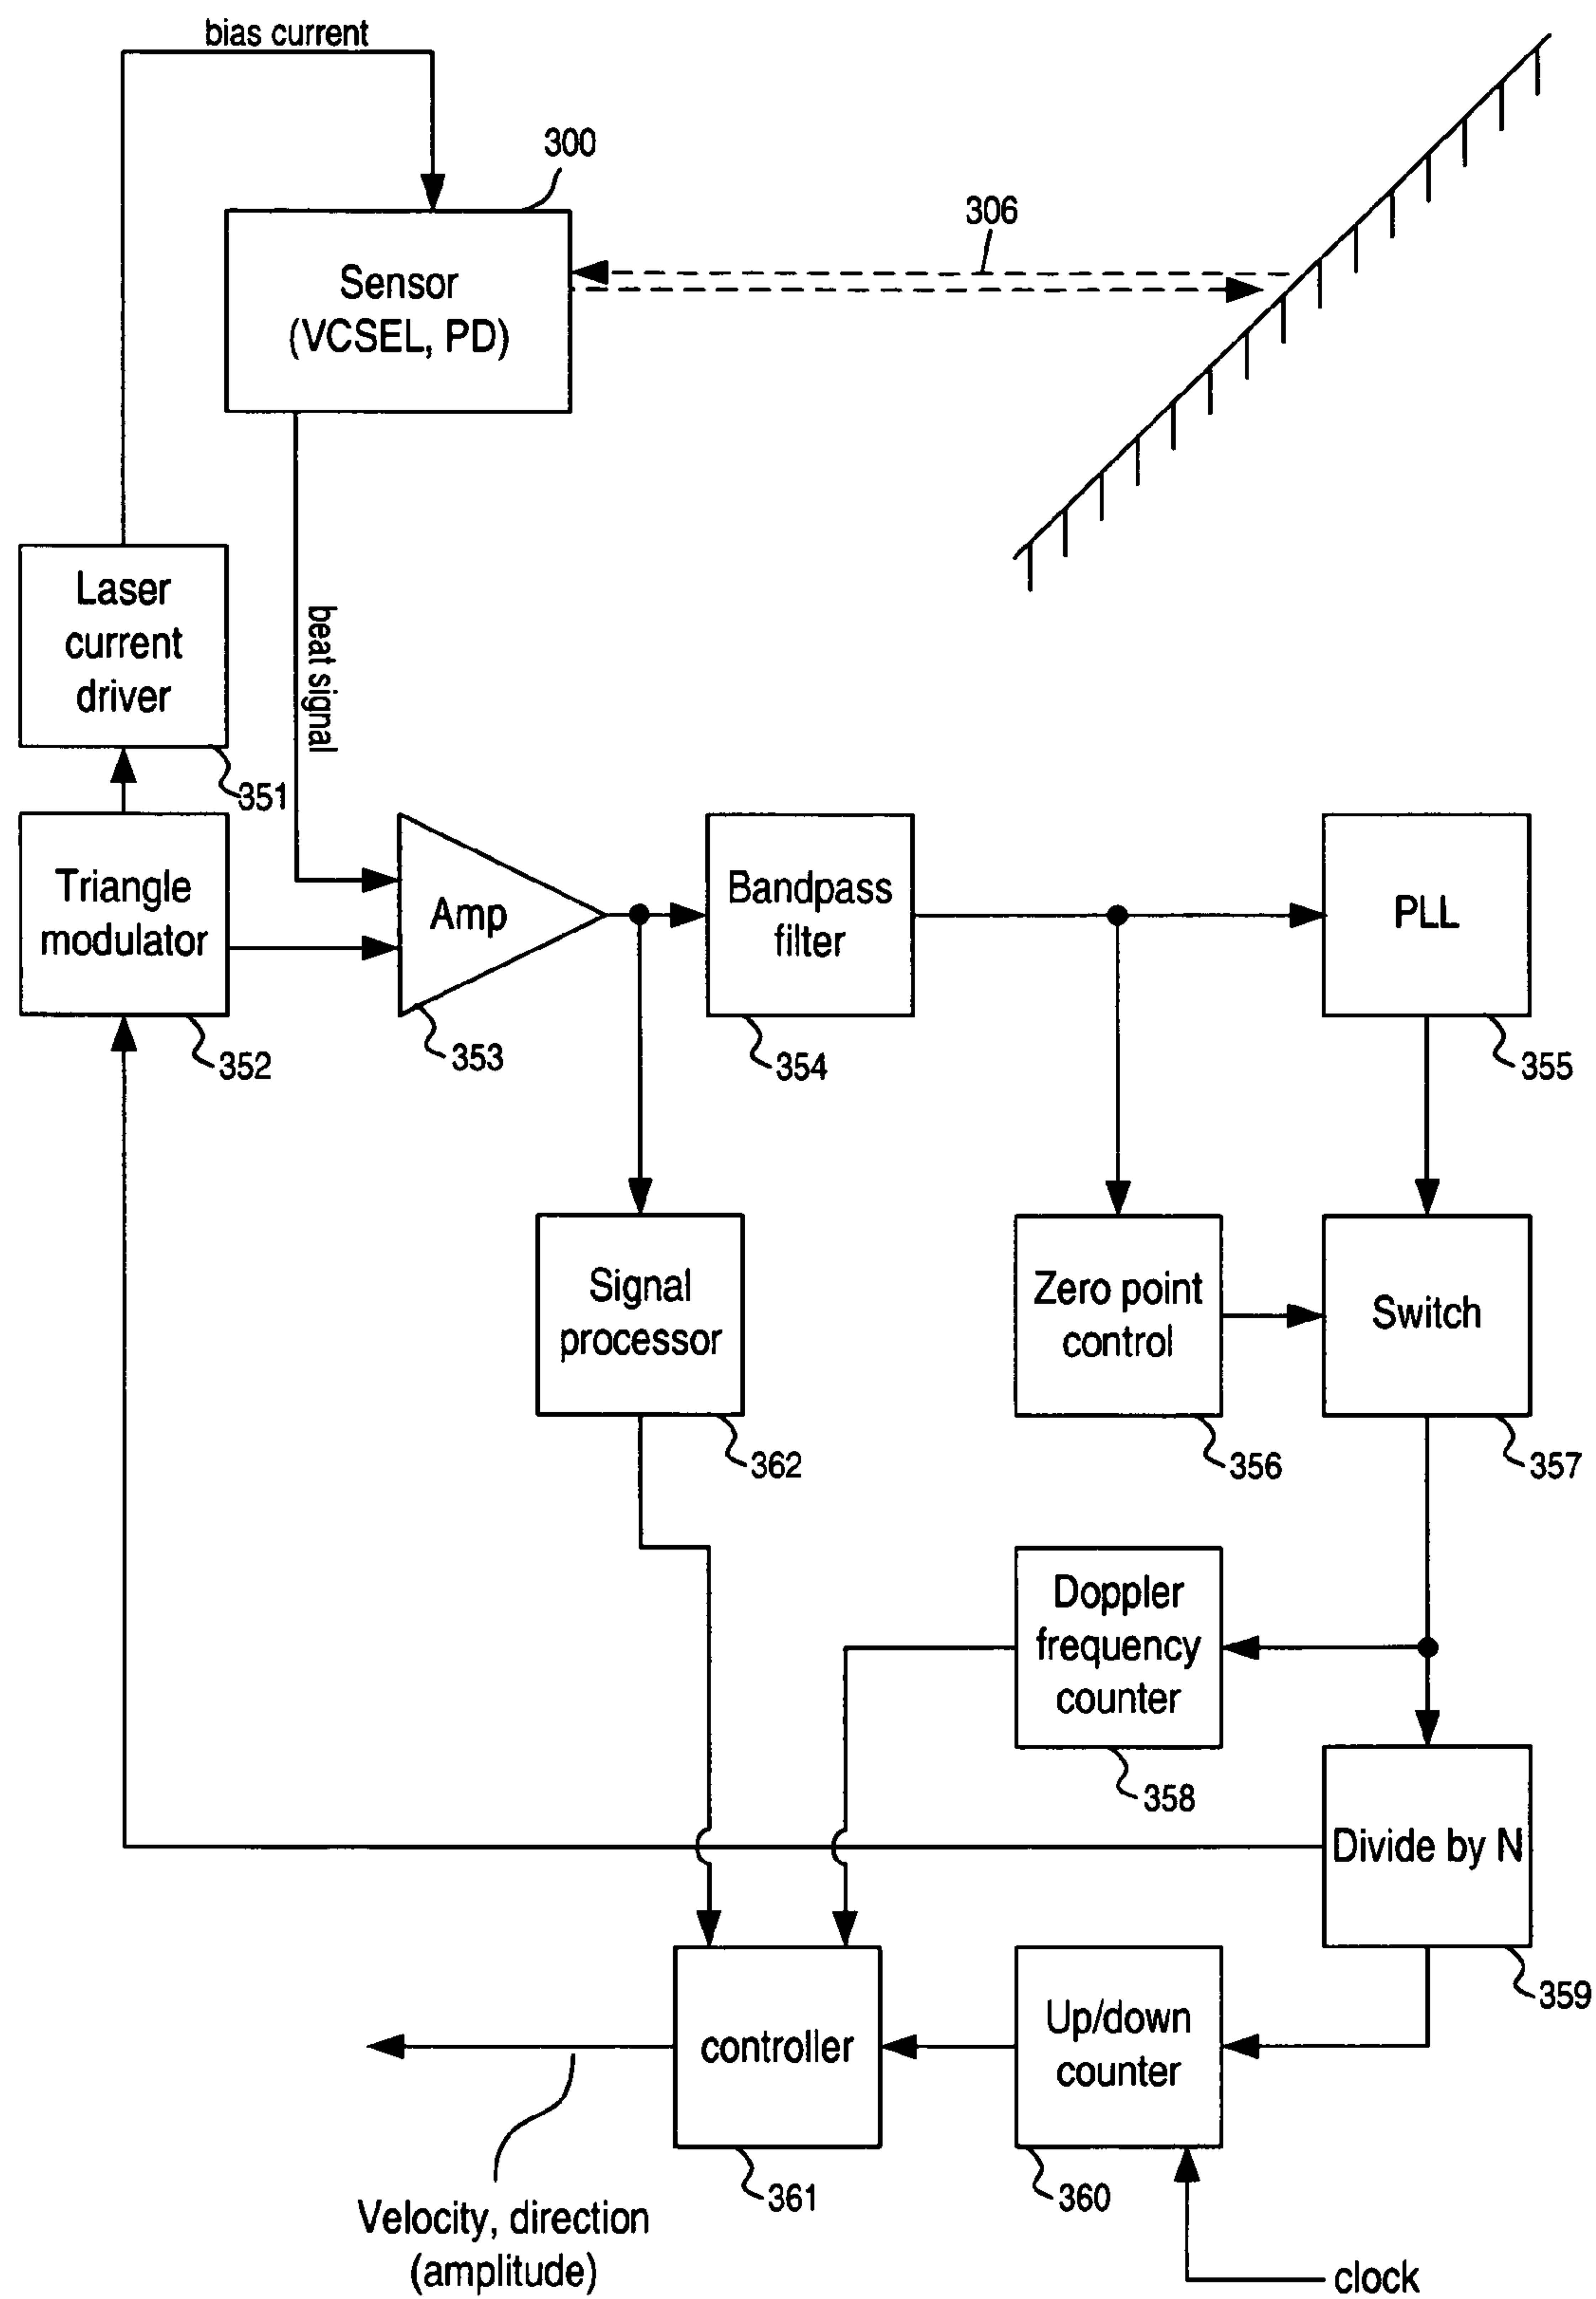 bias current
300
306
Sensor
(VCSEL, PD)
Laser
current
driver
beat signal
351
Triangle
modulator
Amp
Bandpass
filter
PLL
352
353
354
355
Signal
processor
Zero point
control
Switch
362
356
357
Doppler
frequency
counter
358
Divide by N
359
controller
Up/down
counter
361
360
Velocity, direction
(amplitude)
clock